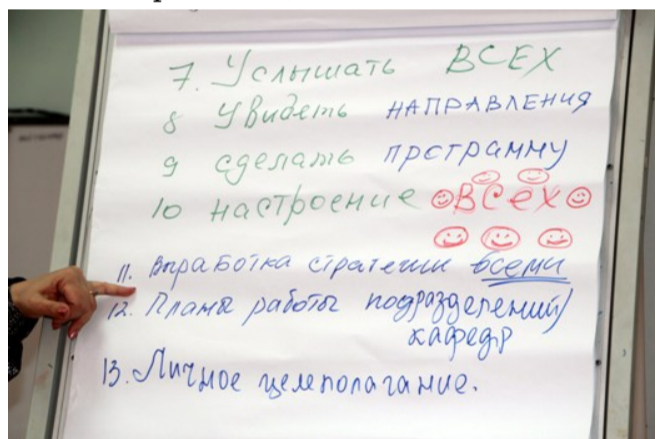 7. Услышать ВСЕХ
8 Увидеть НАПРАВЛЕНИЯ
9 сделать прстрамму
10 настроение ВСЕХ
11. Выработка стратегии всеми
12. Планы работы подразделений/
кафедр
13. Личное целеполагание.